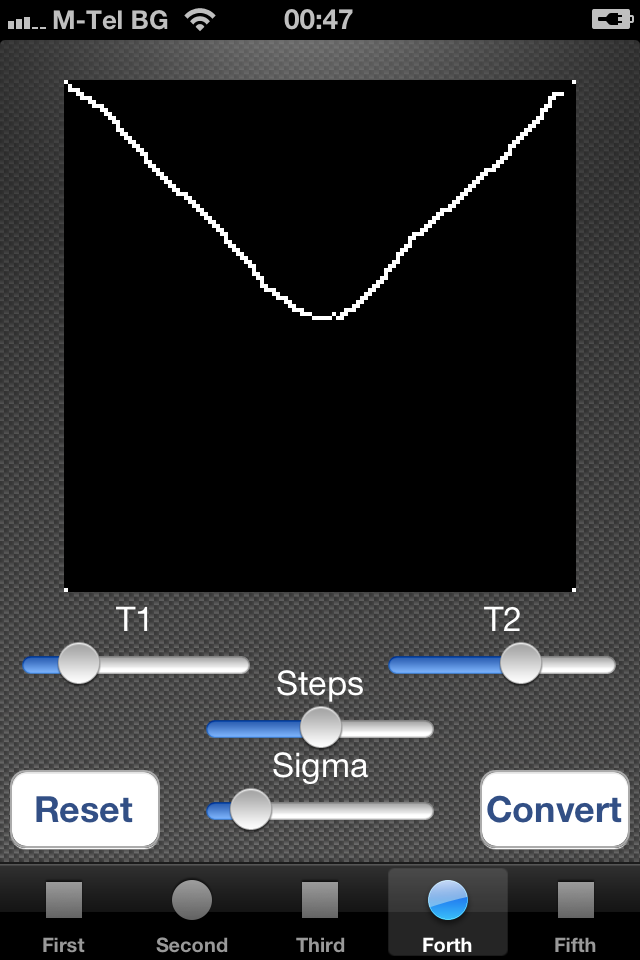 M-Tel BG 00:47
T1 T2
Steps
Sigma
Reset Convert
First Second Third Forth Fifth